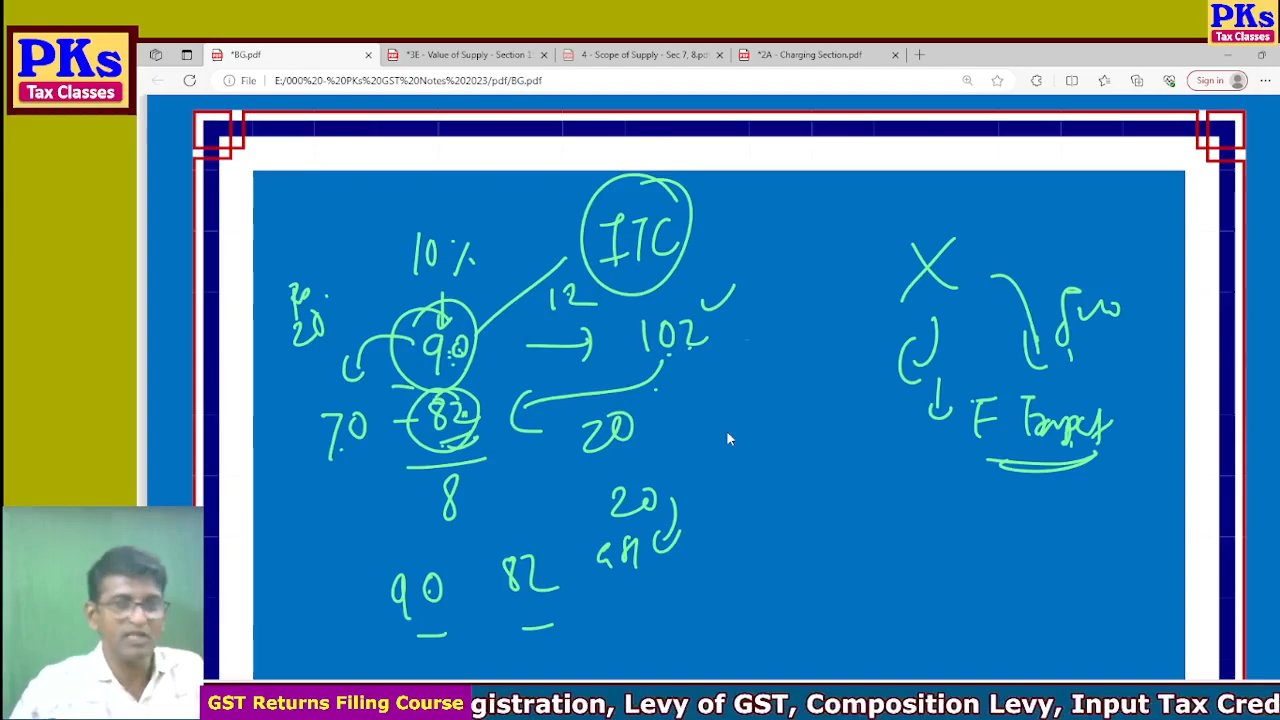 PKs
Tax Classes
PKs
Tax Classes
*BG.pdf
*3E - Value of Supply - Section 1
4 - Scope of Supply - Sec 7, 8.pdf
*2A - Charging Section.pdf
File
E:/000%20-%20PKs%20GST%20Notes%202023/pdf/BG.pdf
Sign in
ITC
10%
X
12
20
90
102
70
- 82
20
8
20
90
82
GST Returns Filing Course
gistration, Levy of GST, Composition Levy, Input Tax Cred